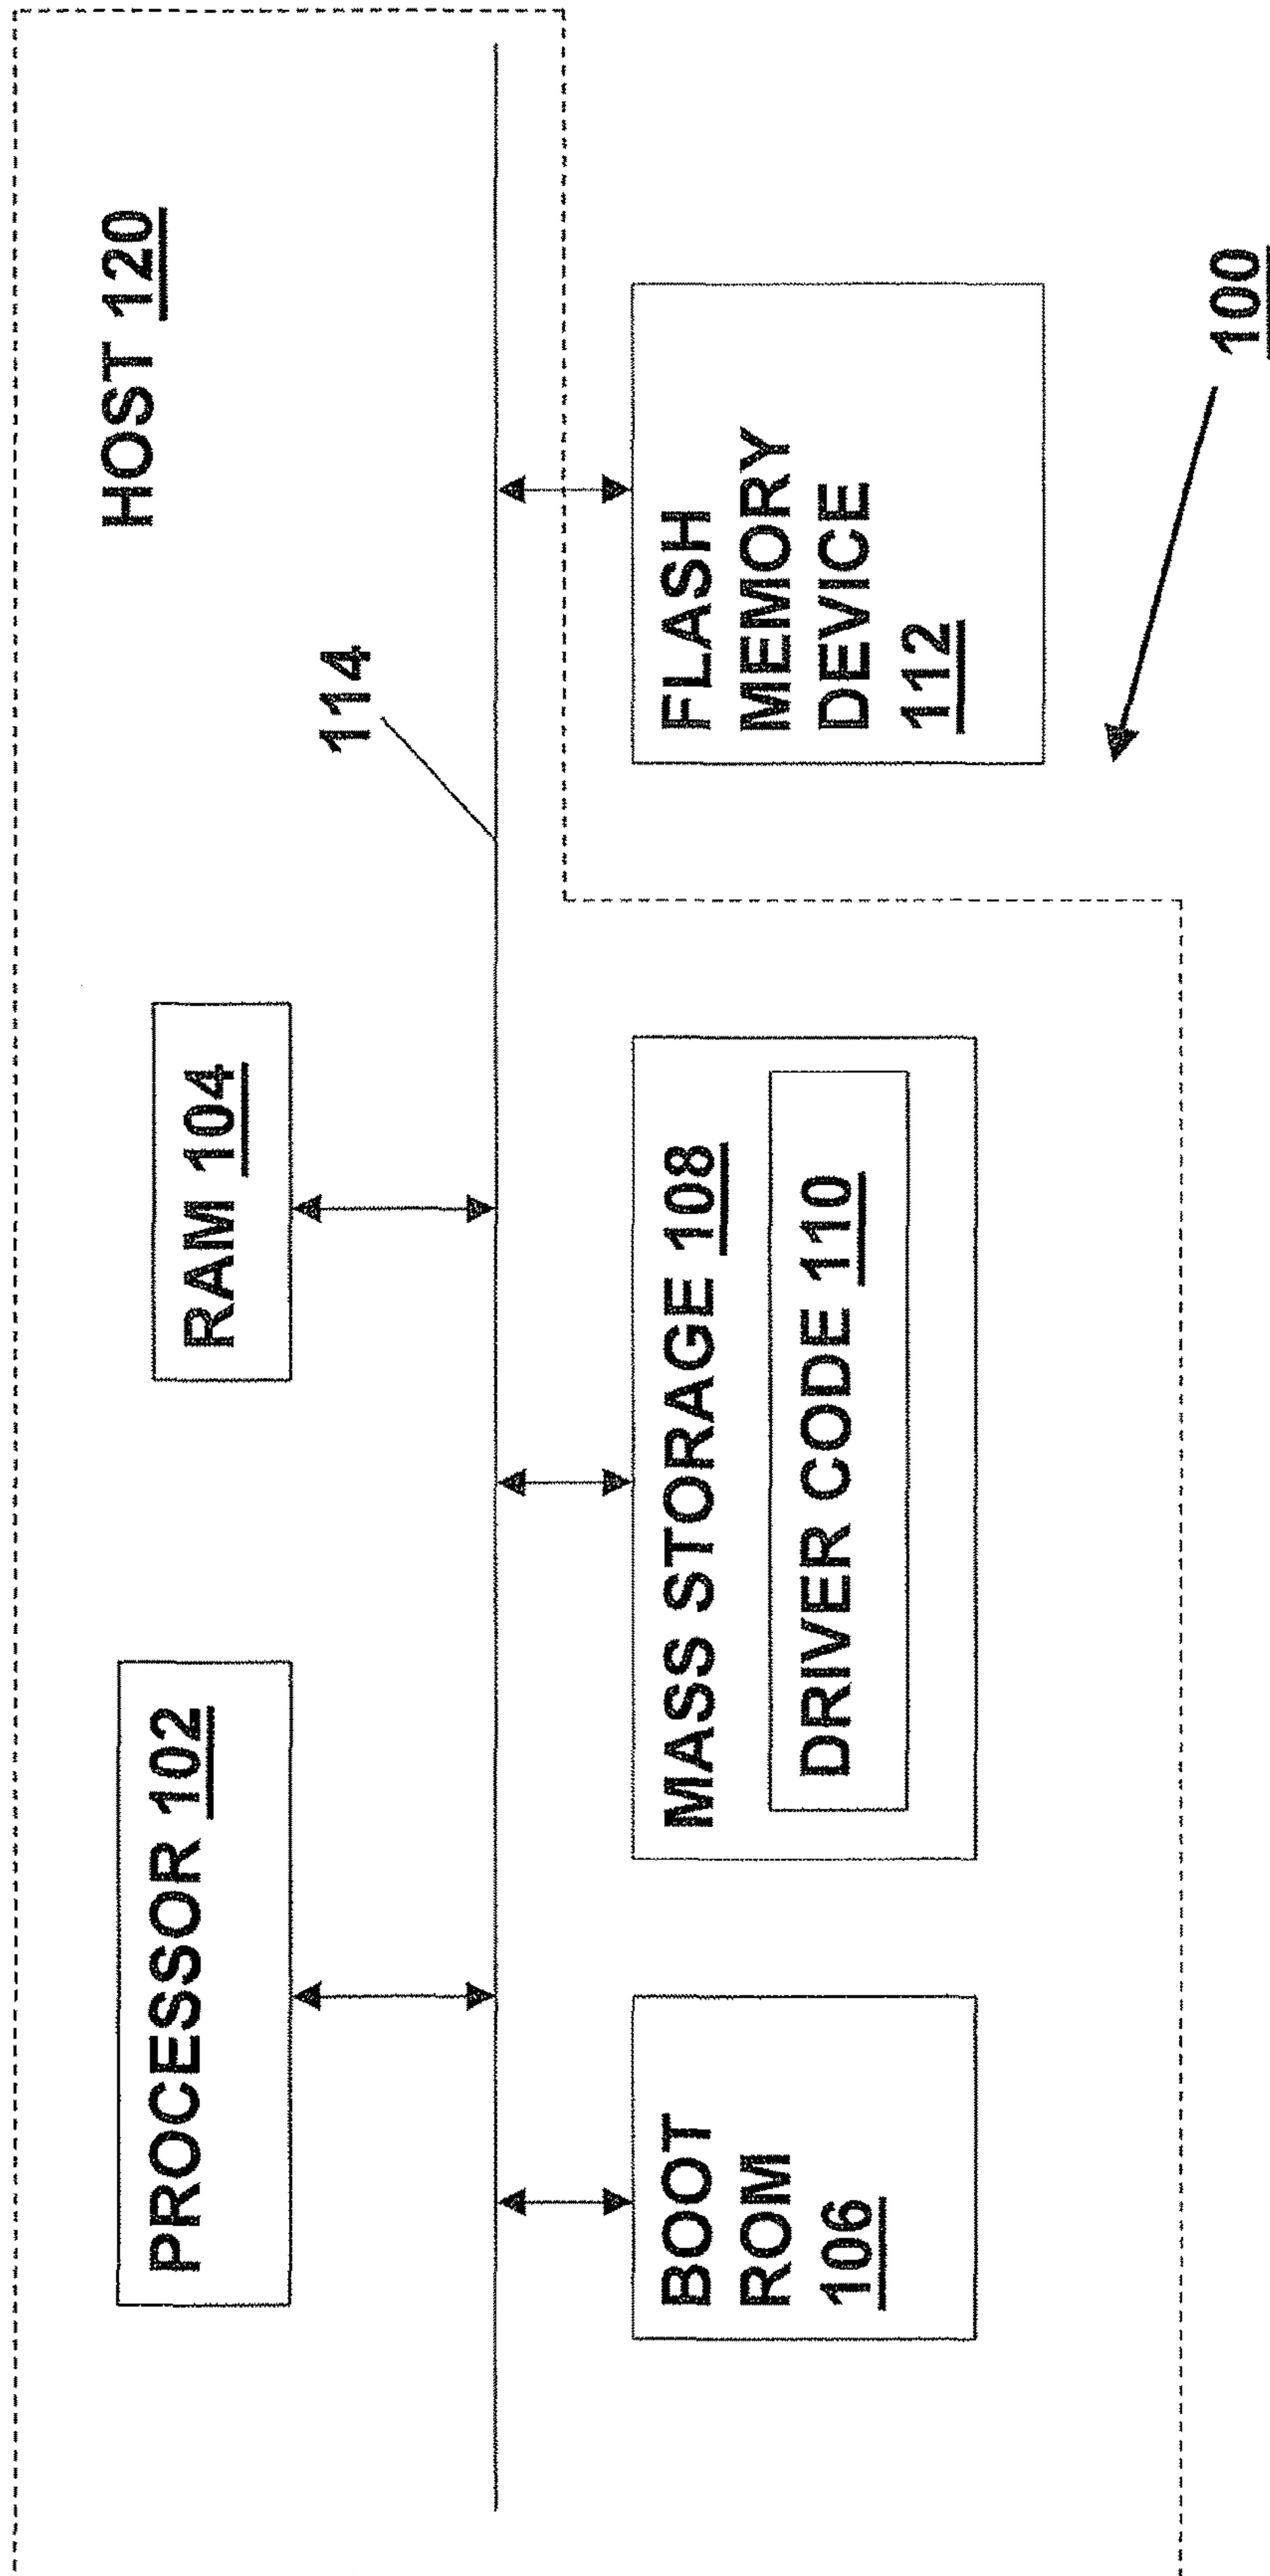 HOST 120
PROCESSOR 102
RAM 104
114
BOOT
ROM
106
MASS STORAGE 108
DRIVER CODE 110
FLASH
MEMORY
DEVICE
112
100